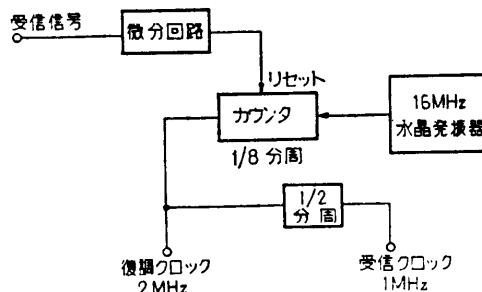 受信信号
微分回路
リセット
カウンタ
1/8 分周
16MHz
水晶発振器
1/2
分周
復調クロック
2MHz
受信クロック
1MHz